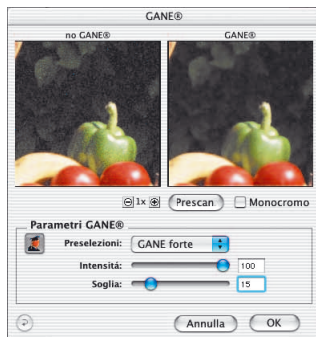 GANE®
no GANE®
GANE®
1x
Prescan
Monocromo
Parametri GANE®
Preselezioni: GANE forte
Intensitá: 100
Soglia: 15
Annulla
OK